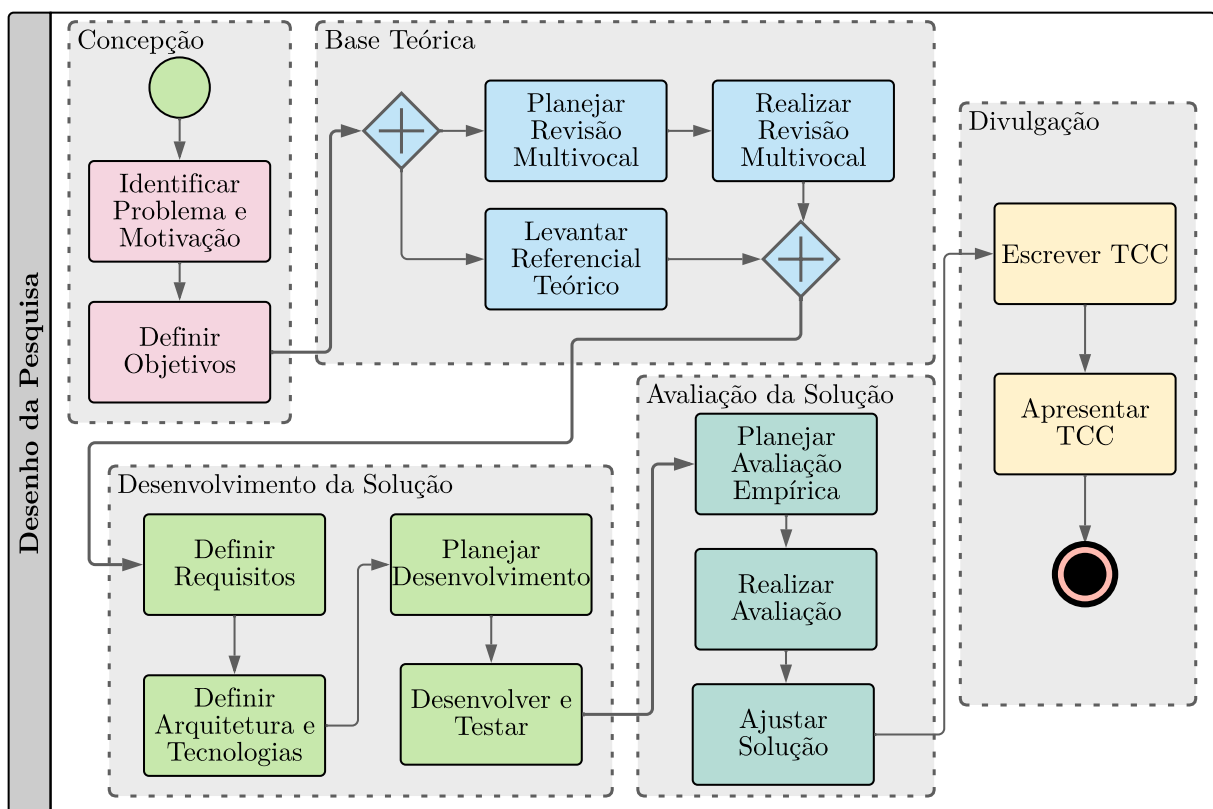 Desenho da Pesquisa
Concepção
Identificar
Problema e
Motivação
Definir
Objetivos
Base Teórica
Planejar
Revisão
Multivocal
Realizar
Revisão
Multivocal
Levantar
Referencial
Teórico
Desenvolvimento da Solução
Definir
Requisitos
Definir
Arquitetura e
Tecnologias
Planejar
Desenvolvimento
Desenvolver e
Testar
Avaliação da Solução
Planejar
Avaliação
Empírica
Realizar
Avaliação
Ajustar
Solução
Divulgação
Escrever TCC
Apresentar
TCC